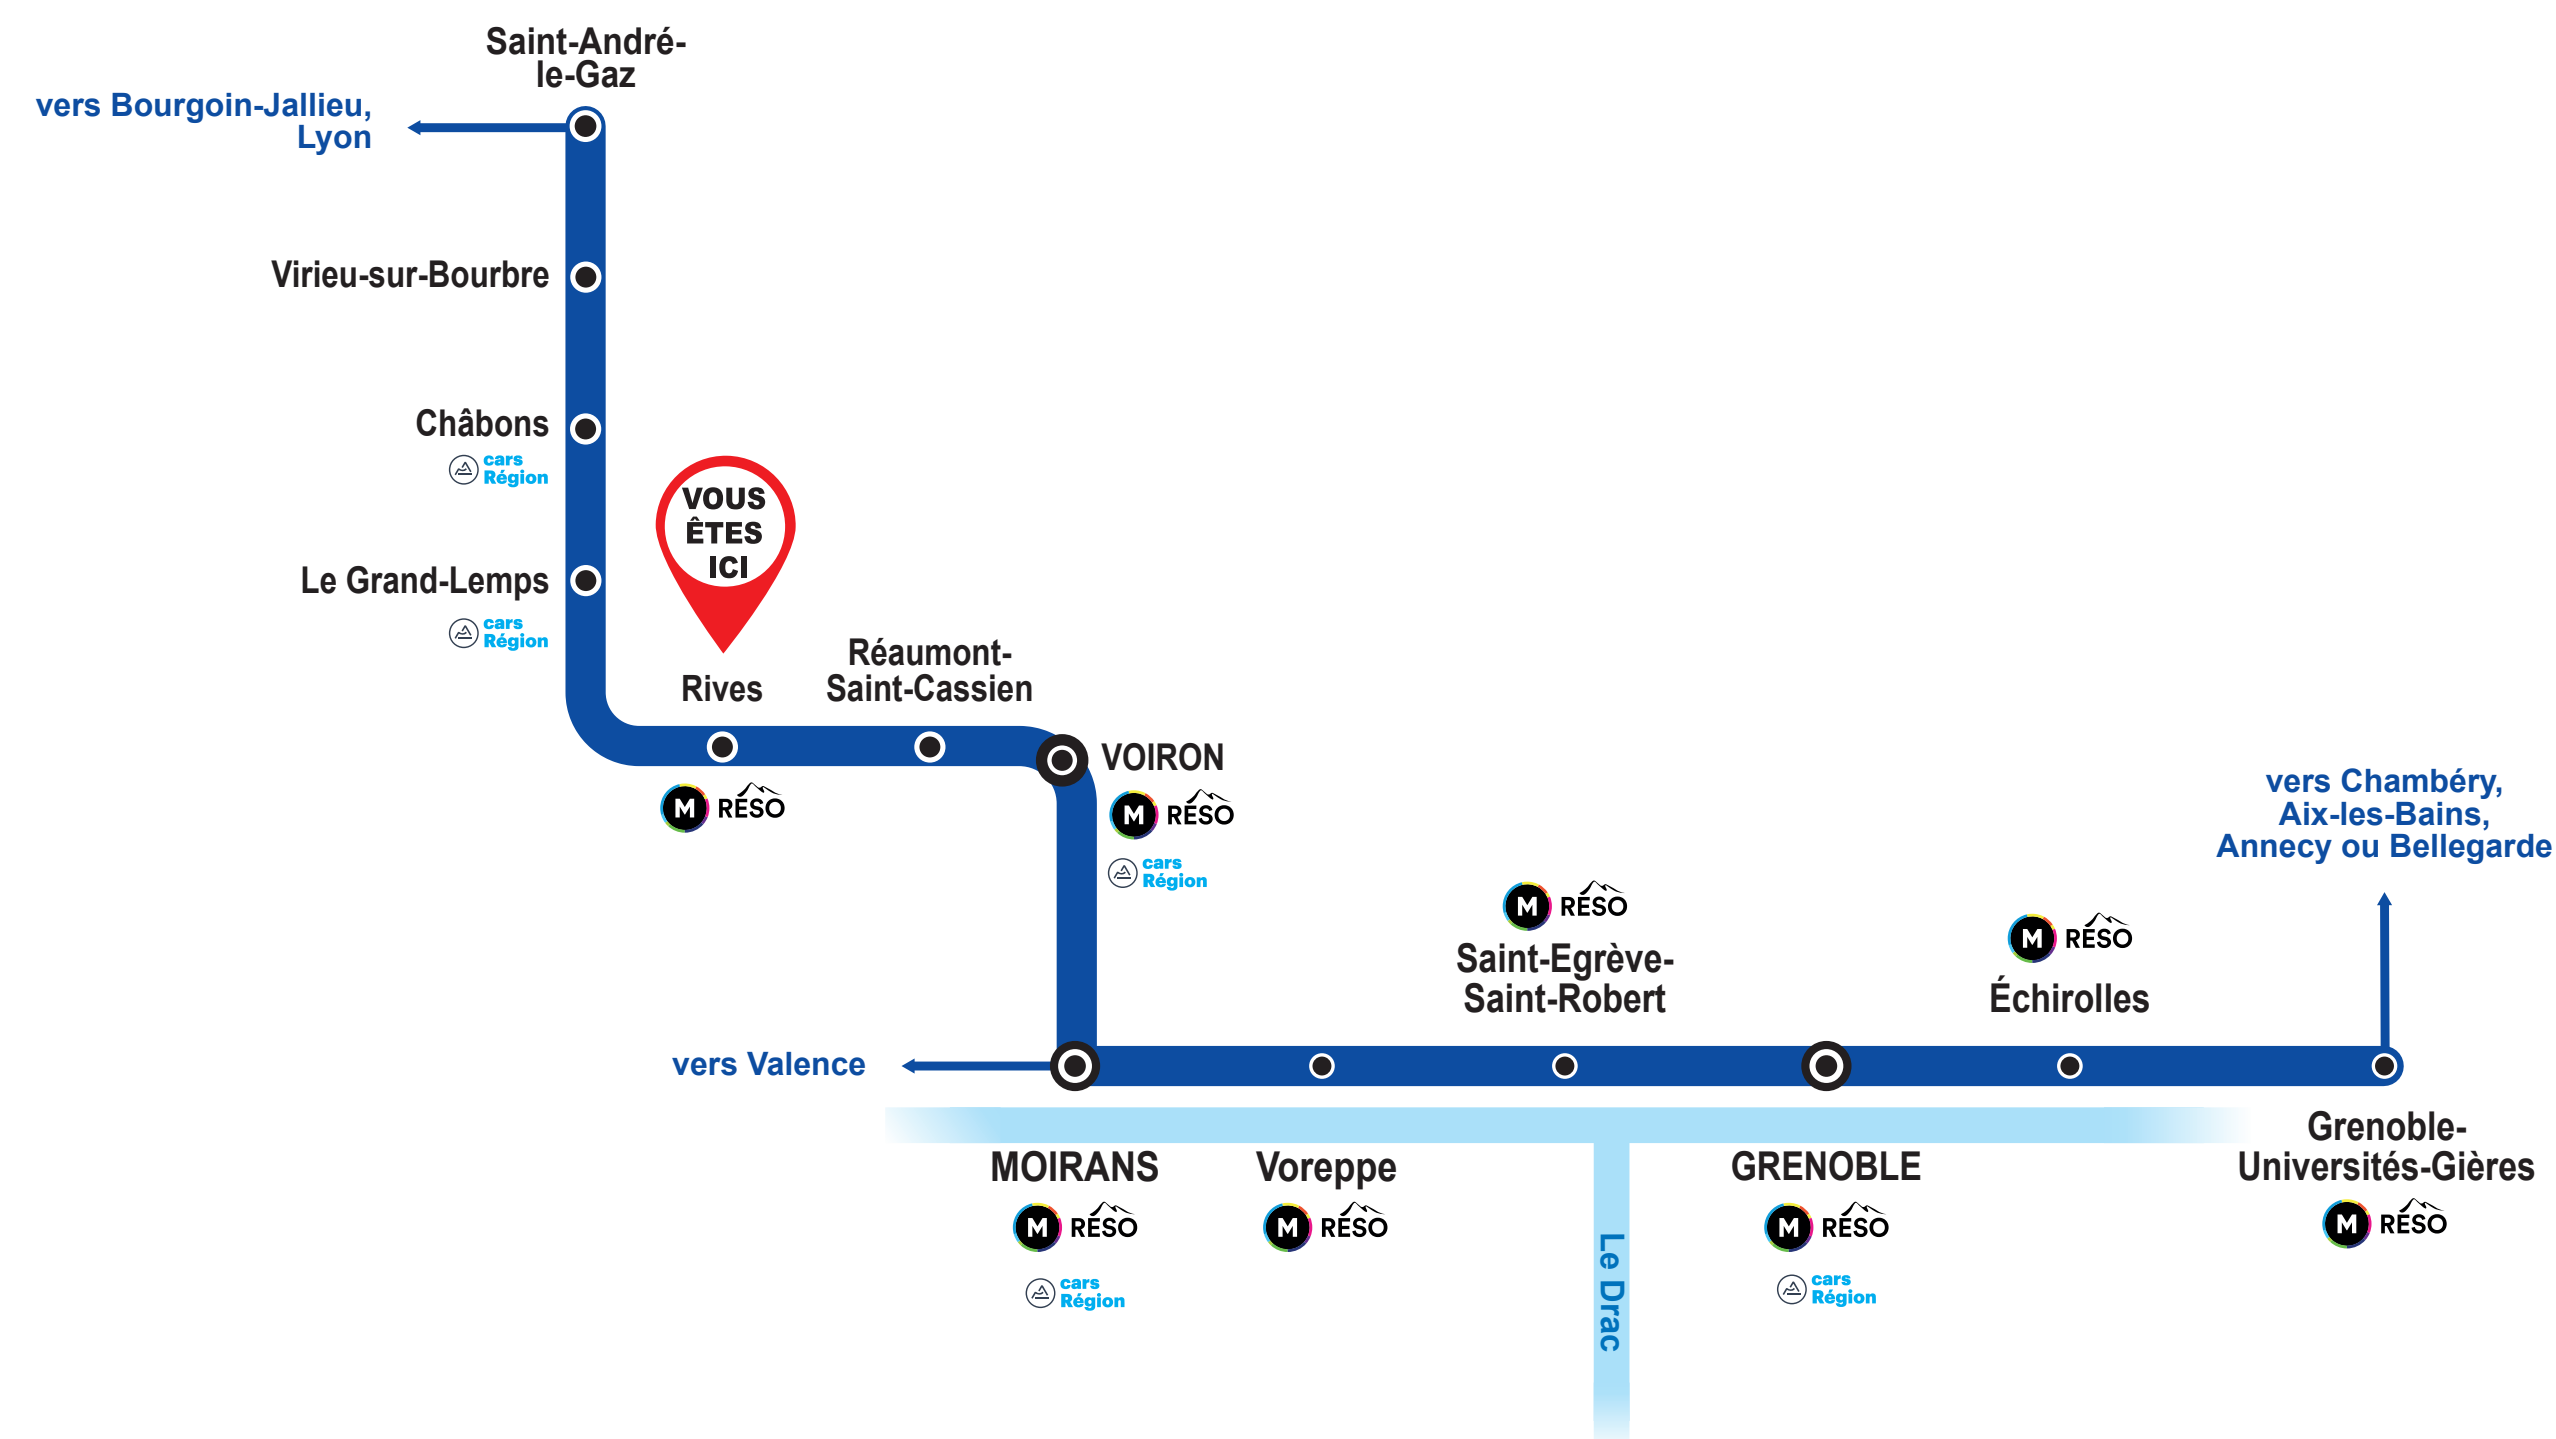 Saint-André-
le-Gaz
vers Bourgoin-Jallieu,
Lyon
Virieu-sur-Bourbre
Châbons
cars
Région
Le Grand-Lemps
cars
Région
VOUS
ÊTES
ICI
Rives
M RÉSO
Réaumont-
Saint-Cassien
VOIRON
M RÉSO
cars
Région
vers Chambéry,
Aix-les-Bains,
Annecy ou Bellegarde
M RÉSO
Saint-Egrève-
Saint-Robert
M RÉSO
Échirolles
vers Valence
MOIRANS
M RÉSO
cars
Région
Voreppe
M RÉSO
Le Drac
GRENOBLE
M RÉSO
cars
Région
Grenoble-
Universités-Gières
M RÉSO